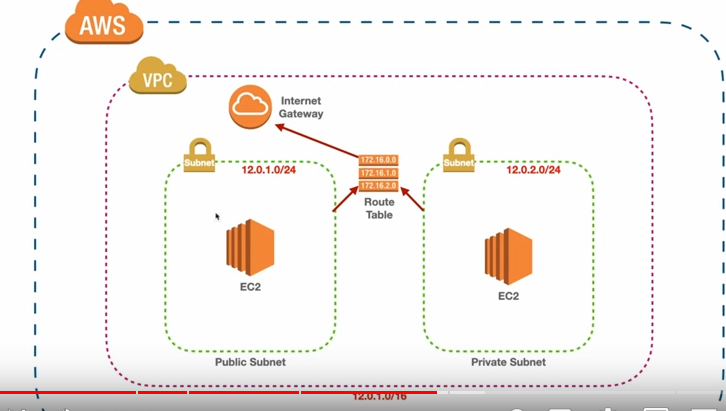 AWS
VPC
Internet
Gateway
Subnet
12.0.1.0/24
172.16.0.0
172.16.1.0
172.16.2.0
Route
Table
Subnet
12.0.2.0/24
EC2
EC2
Public Subnet
Private Subnet
12.0.1.0/16